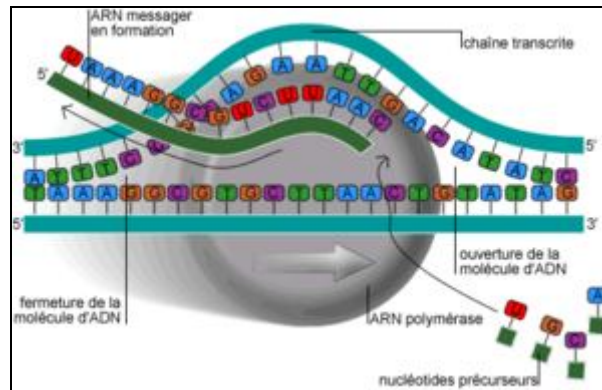 ARN messager
en formation
chaîne transcrite
5'
U A A A G G C
G U C U U A A C
A G A A T T G A C A T A T C
3'
5'
A T T T C
T A A A G G C G T G C T T A A C T G T A T A G
5'
3'
fermeture de la
molécule d'ADN
ouverture de la
molécule d'ADN
ARN polymérase
U G C A
nucléotides précurseurs